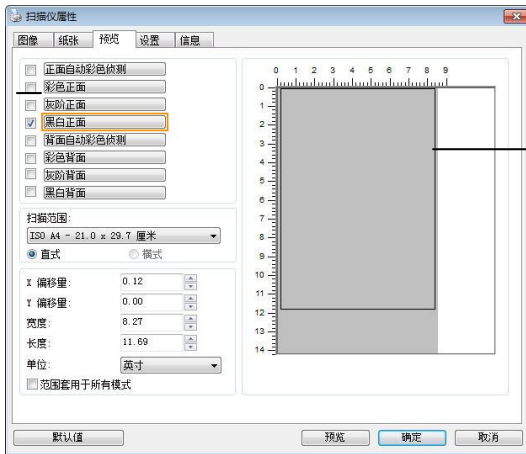 扫描仪属性
图像 纸张 预览 设置 信息
正面自动彩色侦测
彩色正面
灰阶正面
黑白正面
背面自动彩色侦测
彩色背面
灰阶背面
黑白背面
扫描范围:
ISO A4 - 21.0 x 29.7 厘米
直式 横式
X 偏移量: 0.12
Y 偏移量: 0.00
宽度: 8.27
长度: 11.69
单位: 英寸
范围套用于所有模式
0 1 2 3 4 5 6 7 8 9
0
1
2
3
4
5
6
7
8
9
10
11
12
13
14
默认值 预览 确定 取消